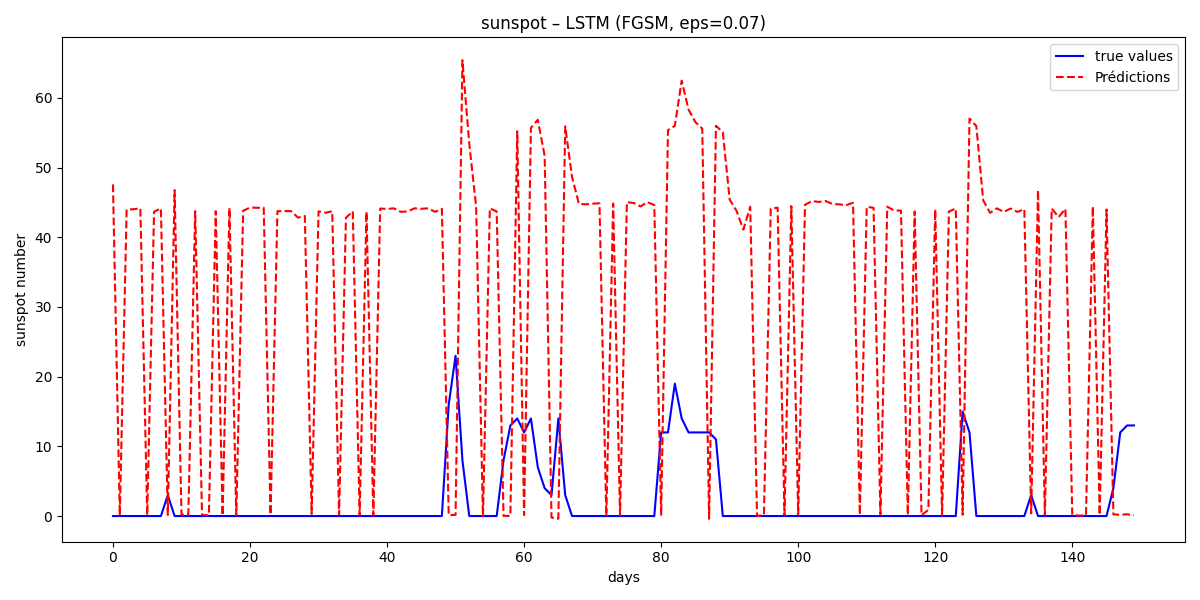 sunspot – LSTM (FGSM, eps=0.07)
true values
Prédictions
sunspot number
60
50
40
30
20
10
0
0 20 40 60 80 100 120 140
days